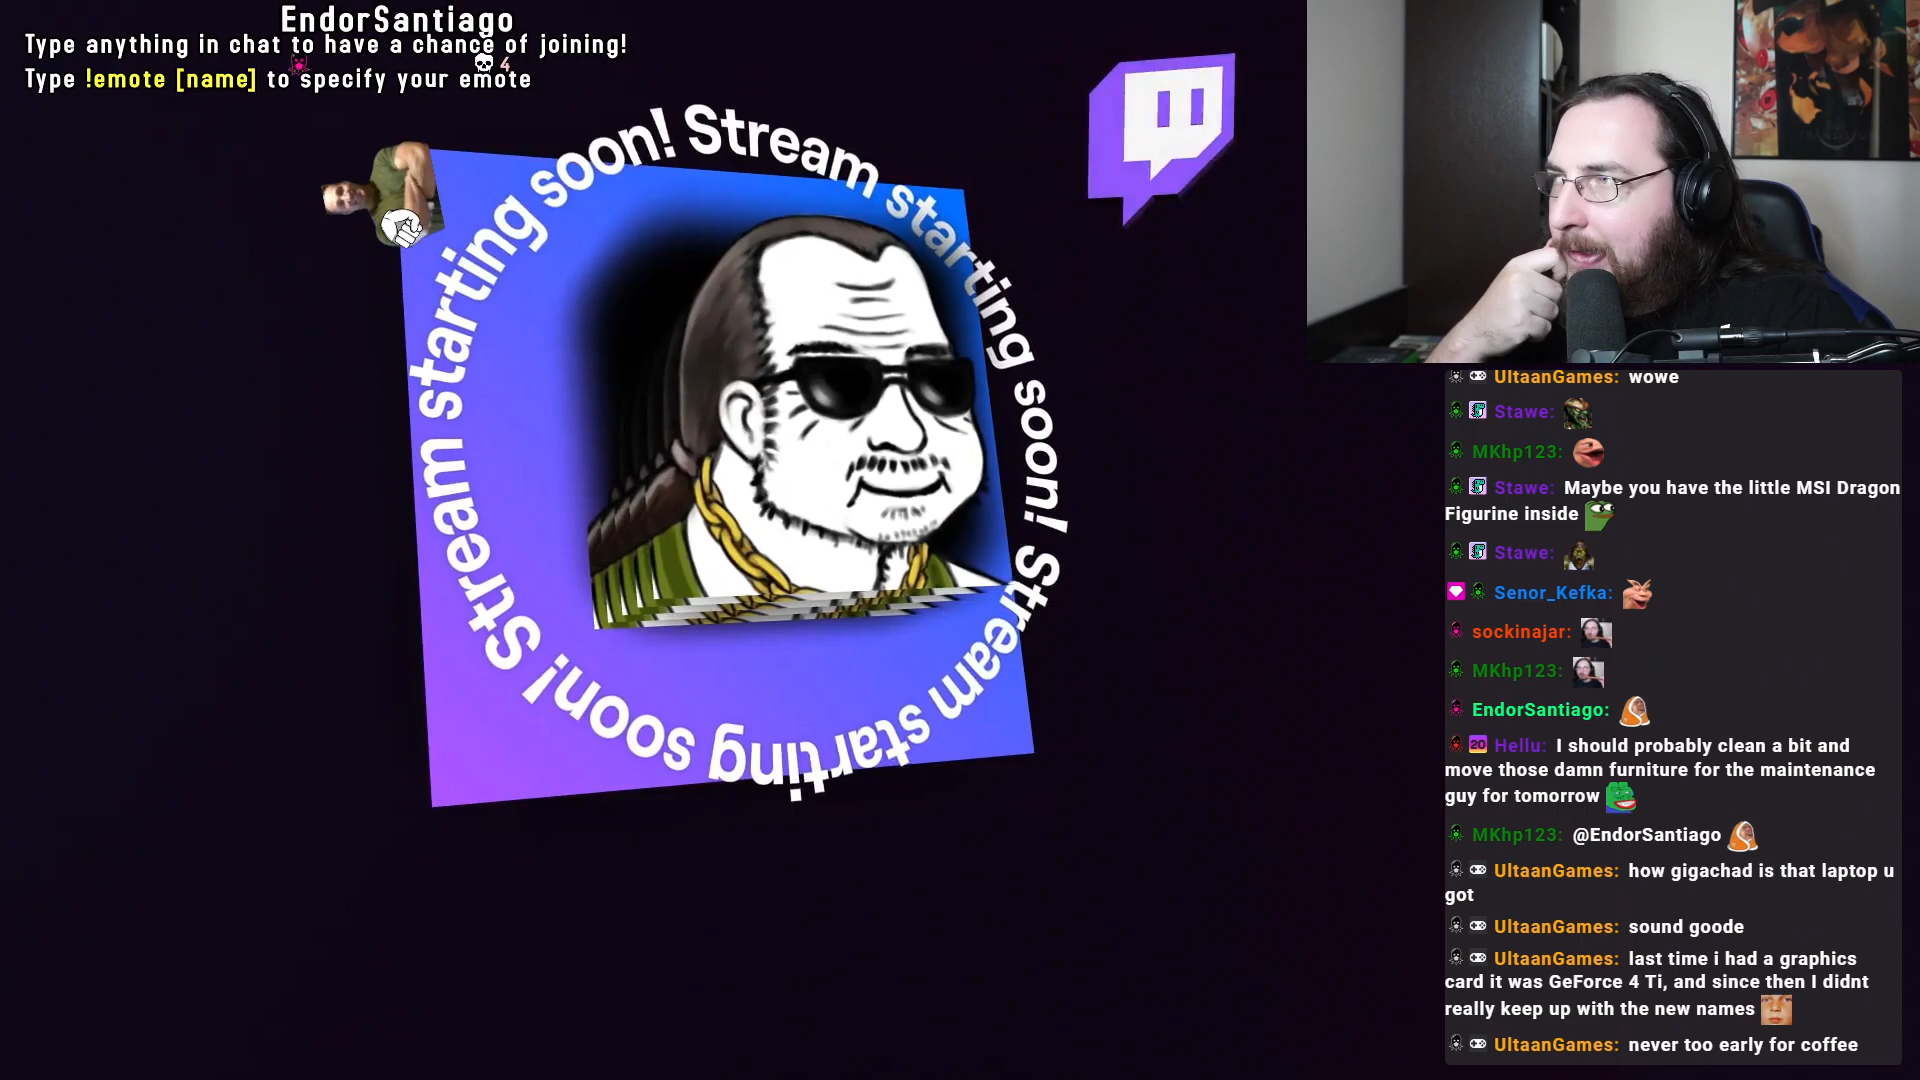 EndorSantiago
Type anything in chat to have a chance of joining!
4
Type !emote [name] to specify your emote
Stream starting soon! Stream starting soon! Stream starting soon! Stream starting soon!
UltaanGames: wowe
Stawe:
MKhp123:
Stawe: Maybe you have the little MSI Dragon
Figurine inside
Stawe:
Senor_Kefka:
sockinajar:
MKhp123:
EndorSantiago:
20 Hellu: I should probably clean a bit and
move those damn furniture for the maintenance
guy for tomorrow
MKhp123: @EndorSantiago
UltaanGames: how gigachad is that laptop u
got
UltaanGames: sound goode
UltaanGames: last time i had a graphics
card it was GeForce 4 Ti, and since then I didnt
really keep up with the new names
UltaanGames: never too early for coffee